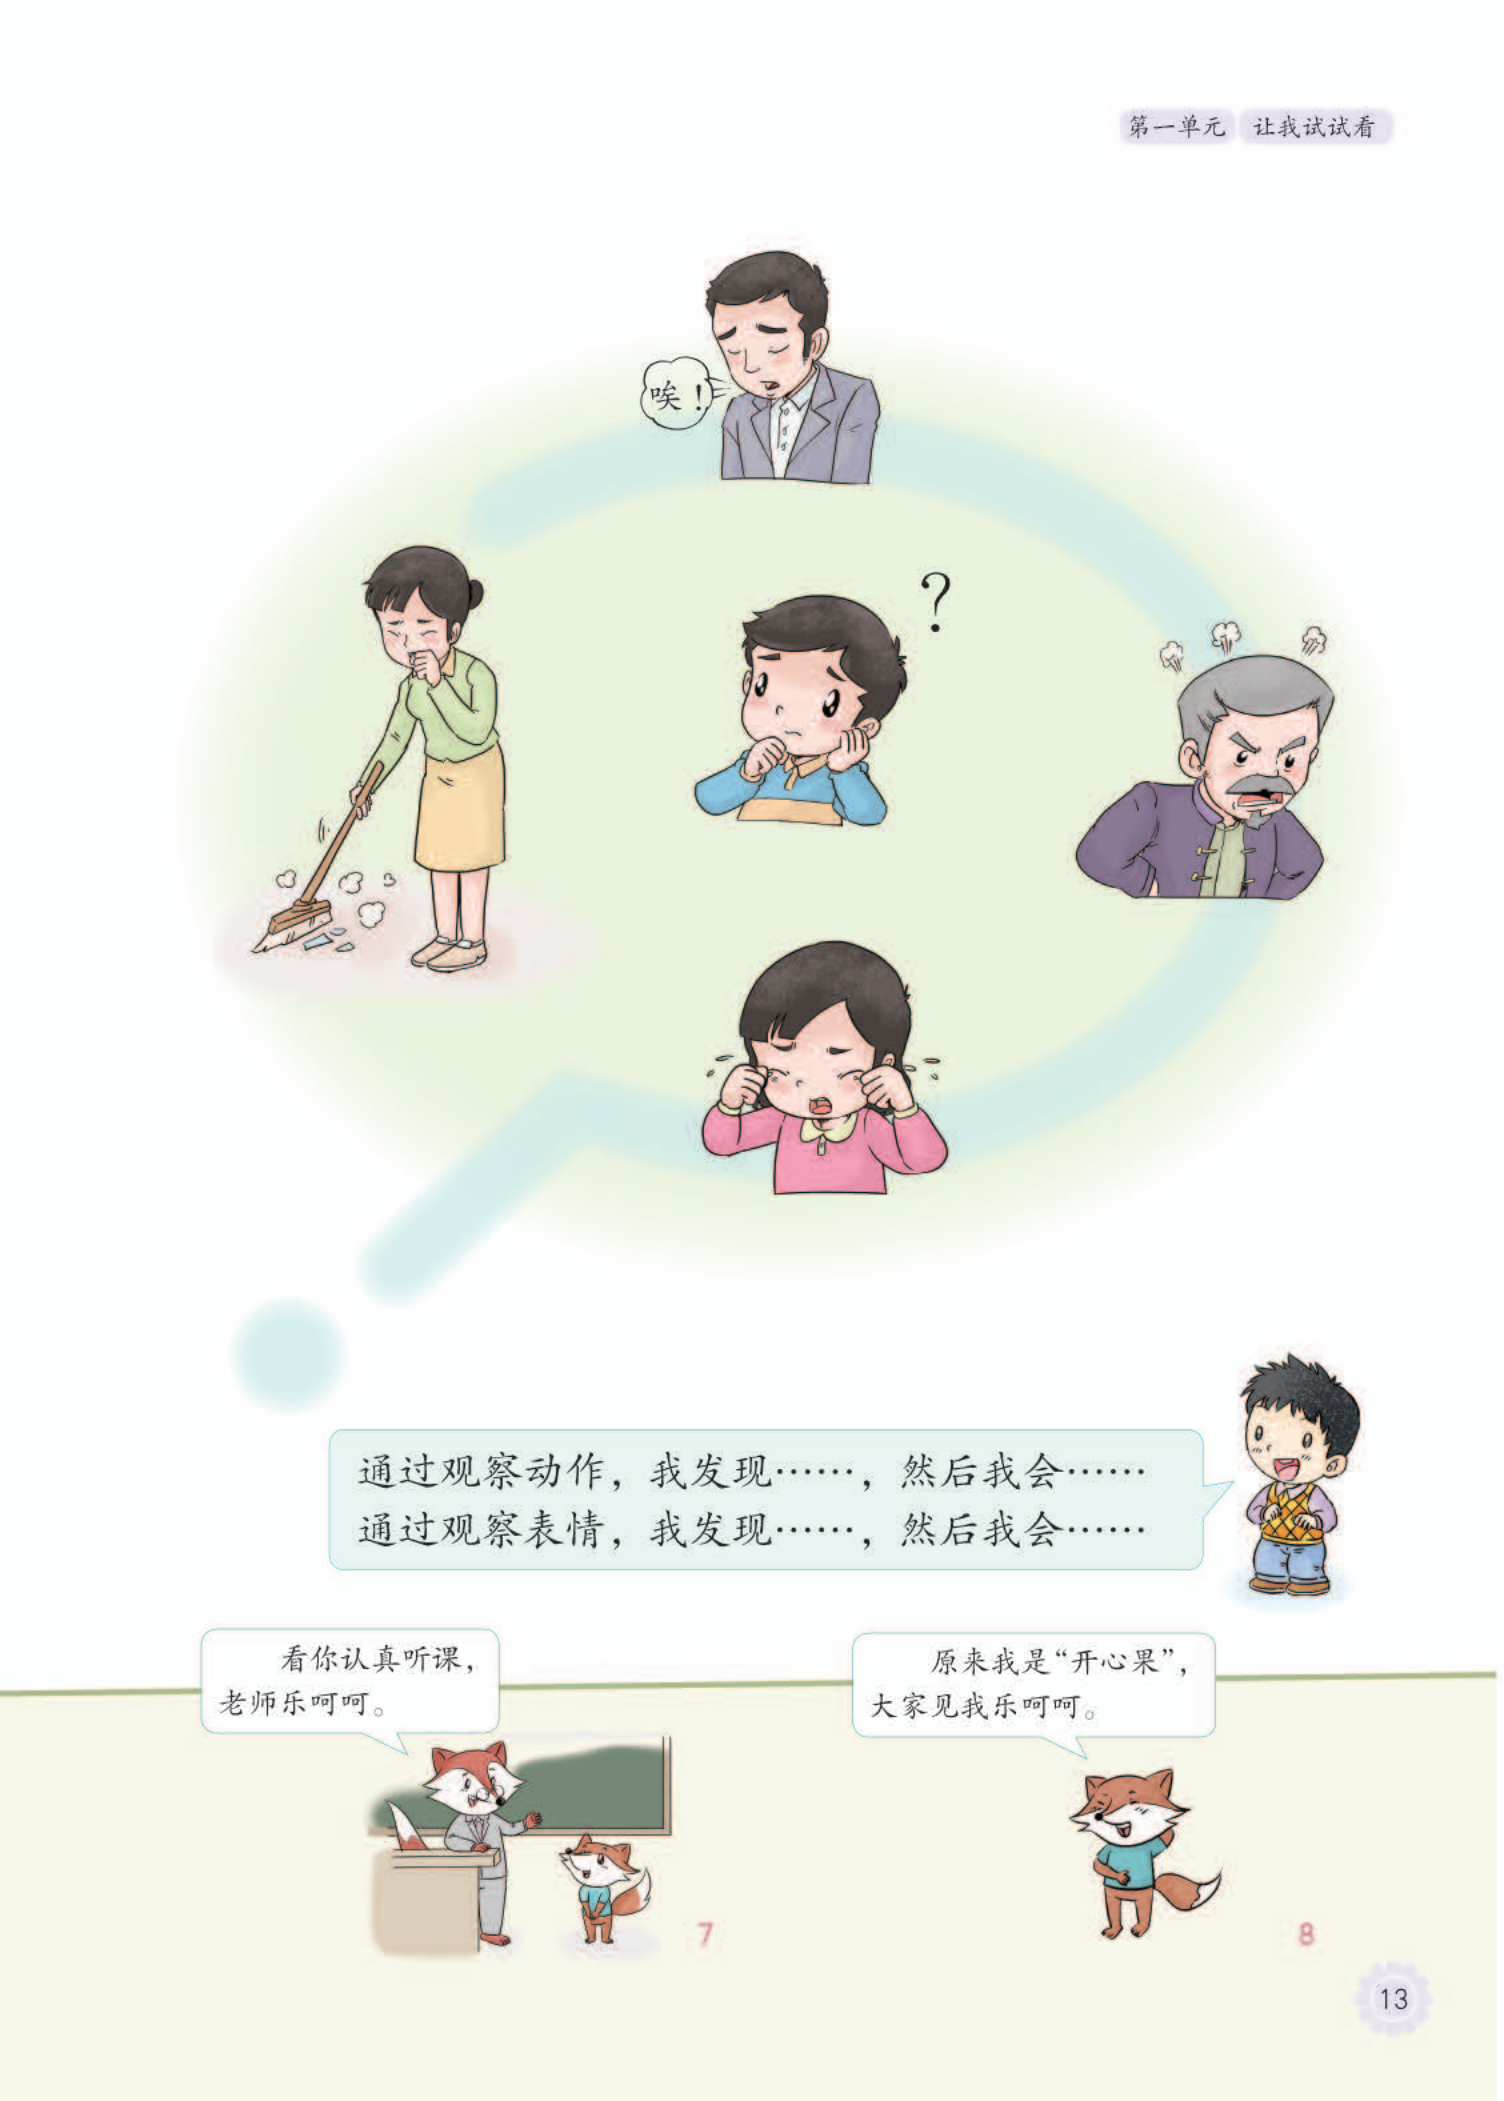 第一单元 让我试试看
唉！
？
通过观察动作，我发现……，然后我会……
通过观察表情，我发现……，然后我会……
看你认真听课，
老师乐呵呵。
原来我是“开心果”，
大家见我乐呵呵。
7
8
13